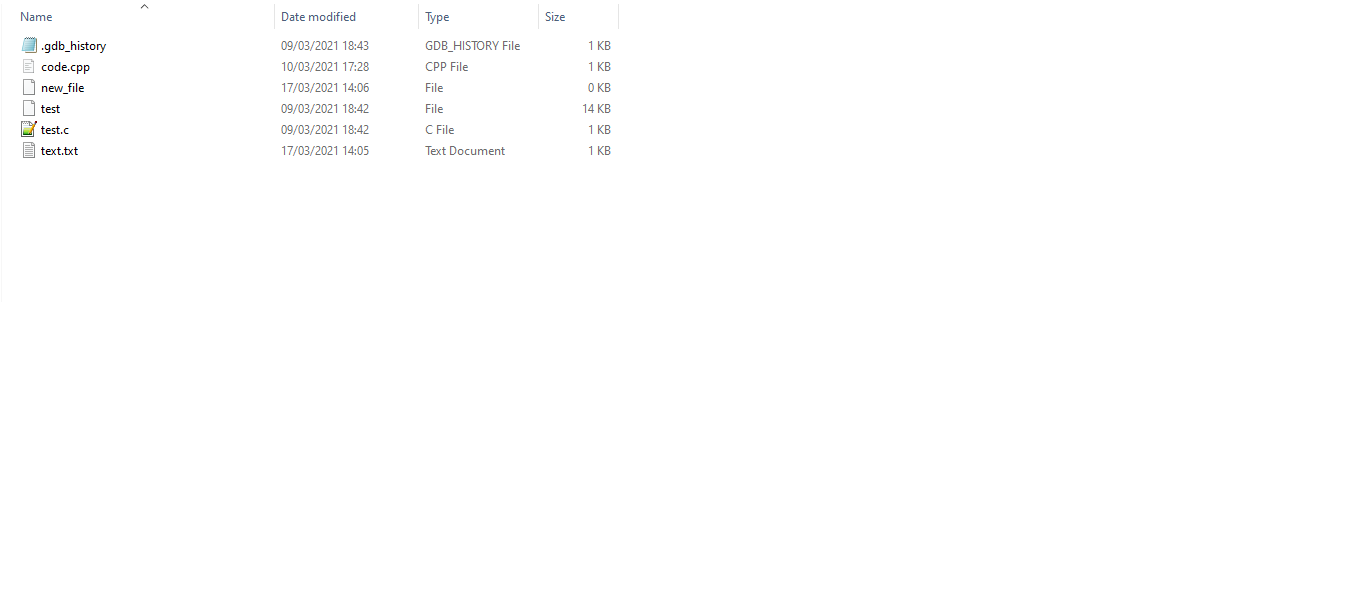 Name Date modified Type Size
.gdb_history 09/03/2021 18:43 GDB_HISTORY File 1 KB
code.cpp 10/03/2021 17:28 CPP File 1 KB
new_file 17/03/2021 14:06 File 0 KB
test 09/03/2021 18:42 File 14 KB
test.c 09/03/2021 18:42 C File 1 KB
text.txt 17/03/2021 14:05 Text Document 1 KB